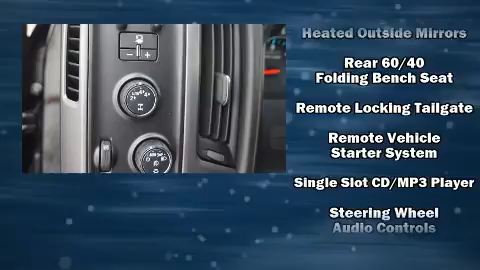 Heated Outside Mirrors
Rear 60/40
Folding Bench Seat
Remote Locking Tailgate
Remote Vehicle
Starter System
Single Slot CD/MP3 Player
Steering Wheel
Audio Controls